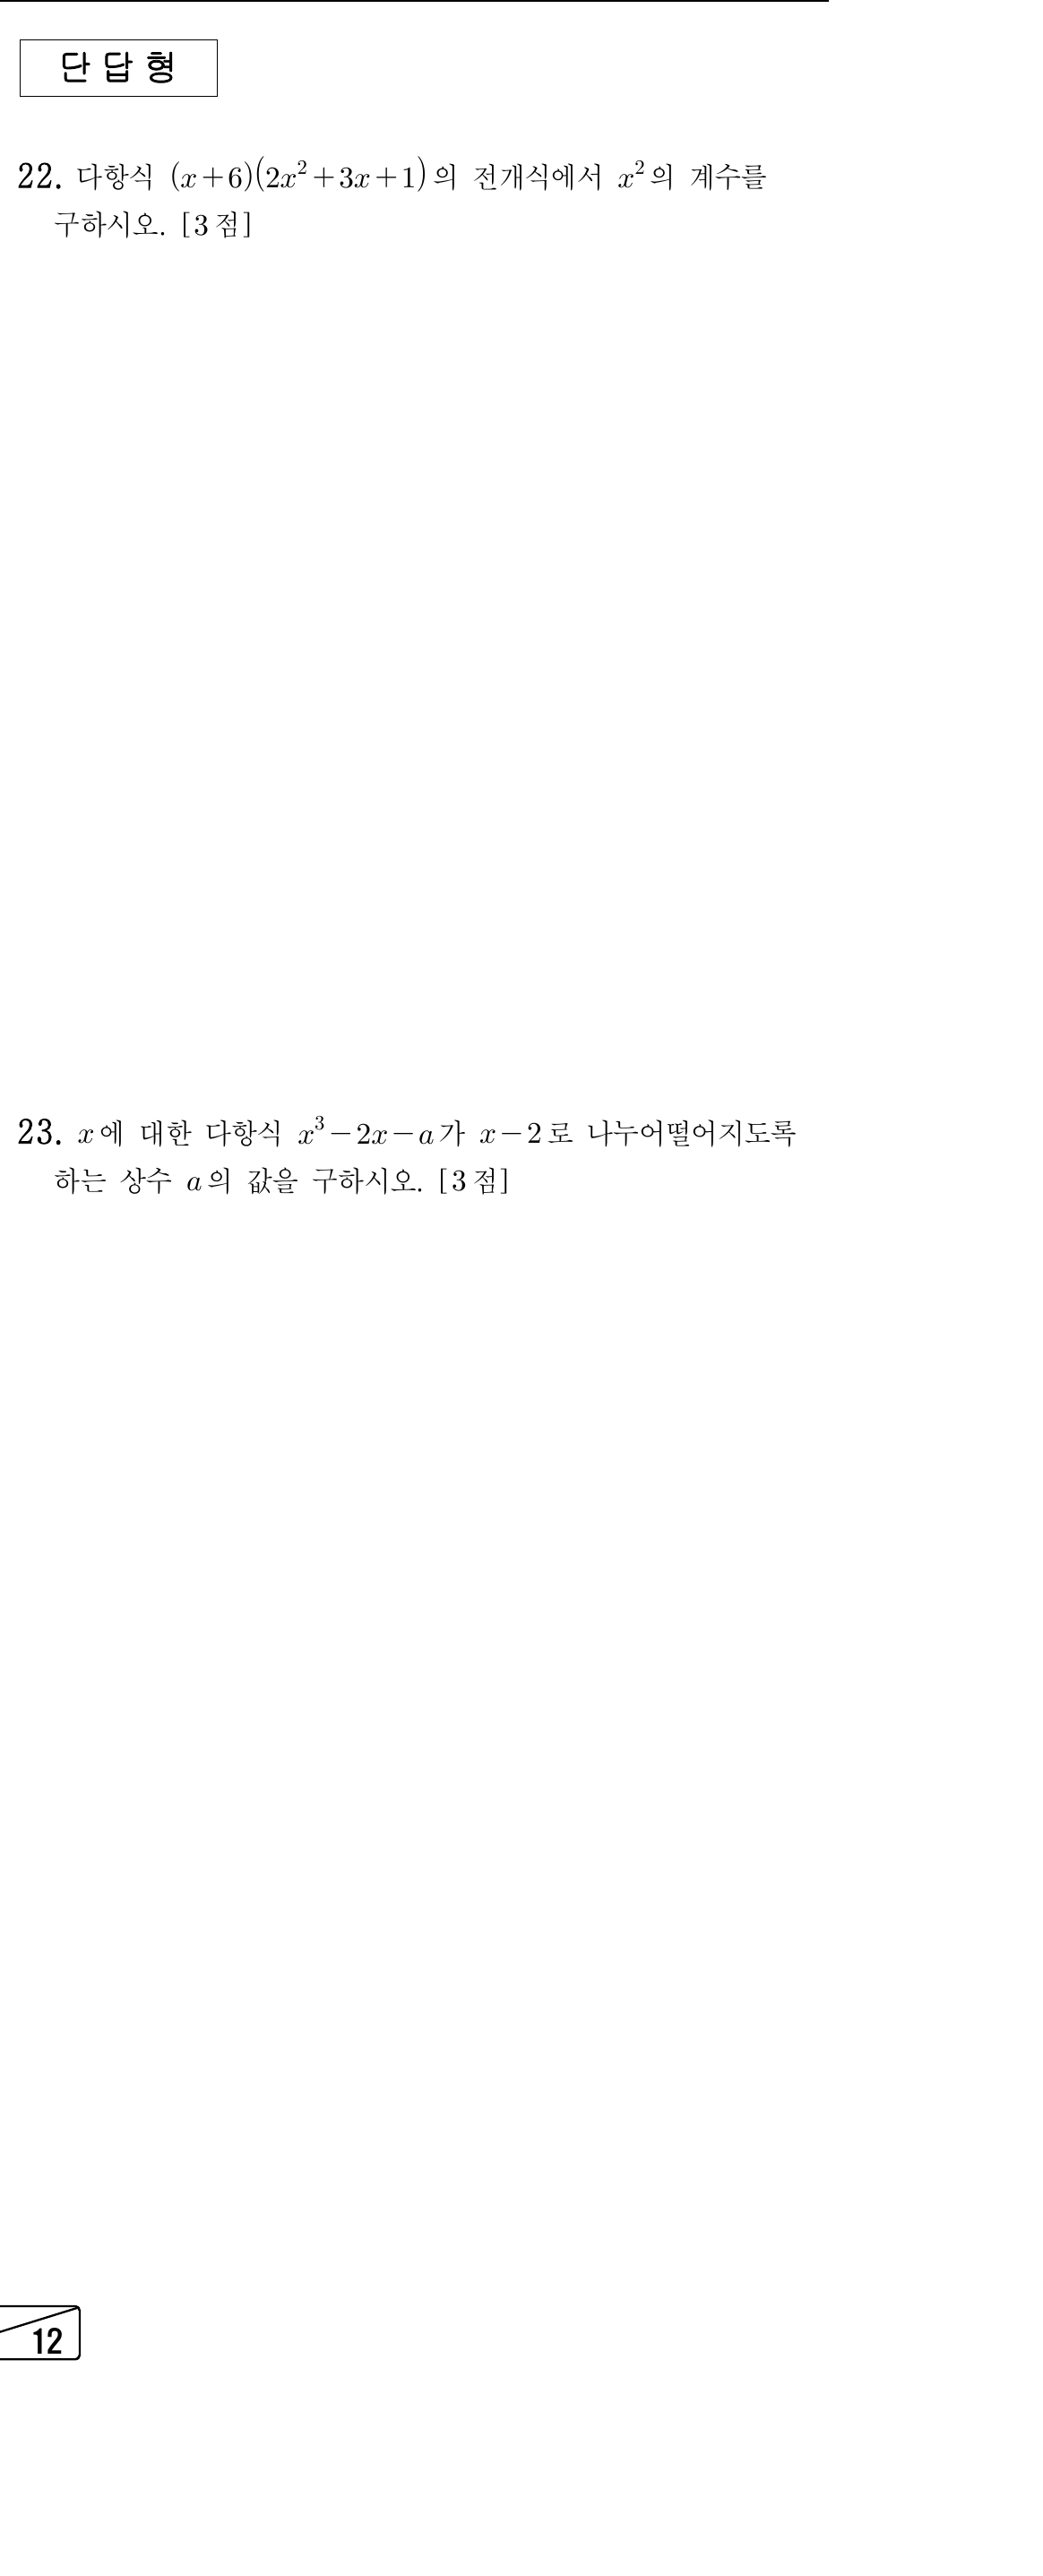 단 답 형
22. 다항식 (x+6)(2x²+3x+1)의 전개식에서 x²의 계수를
구하시오. [3점]
23. x에 대한 다항식 x³-2x-a가 x-2로 나누어떨어지도록
하는 상수 a의 값을 구하시오. [3점]
12